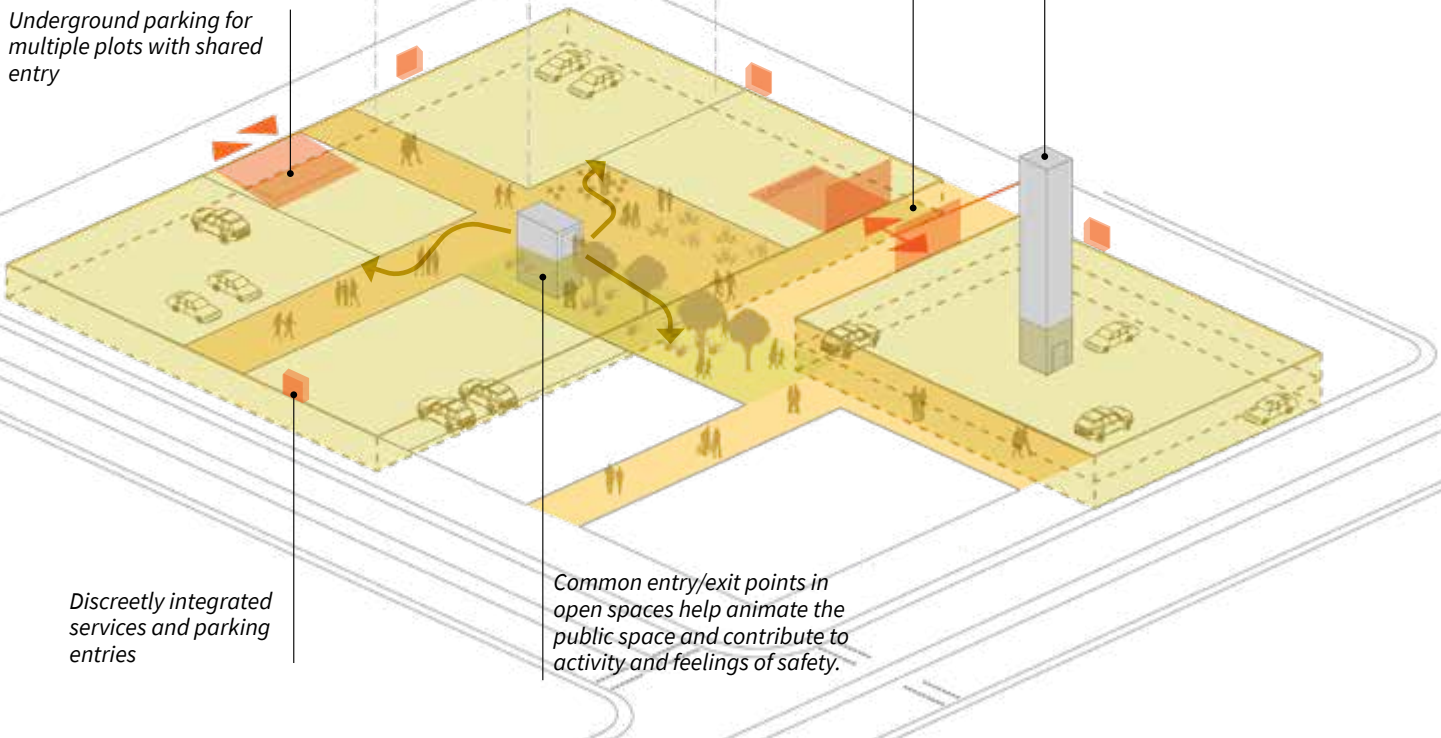 Underground parking for
multiple plots with shared
entry
Discreetly integrated
services and parking
entries
Common entry/exit points in
open spaces help animate the
public space and contribute to
activity and feelings of safety.